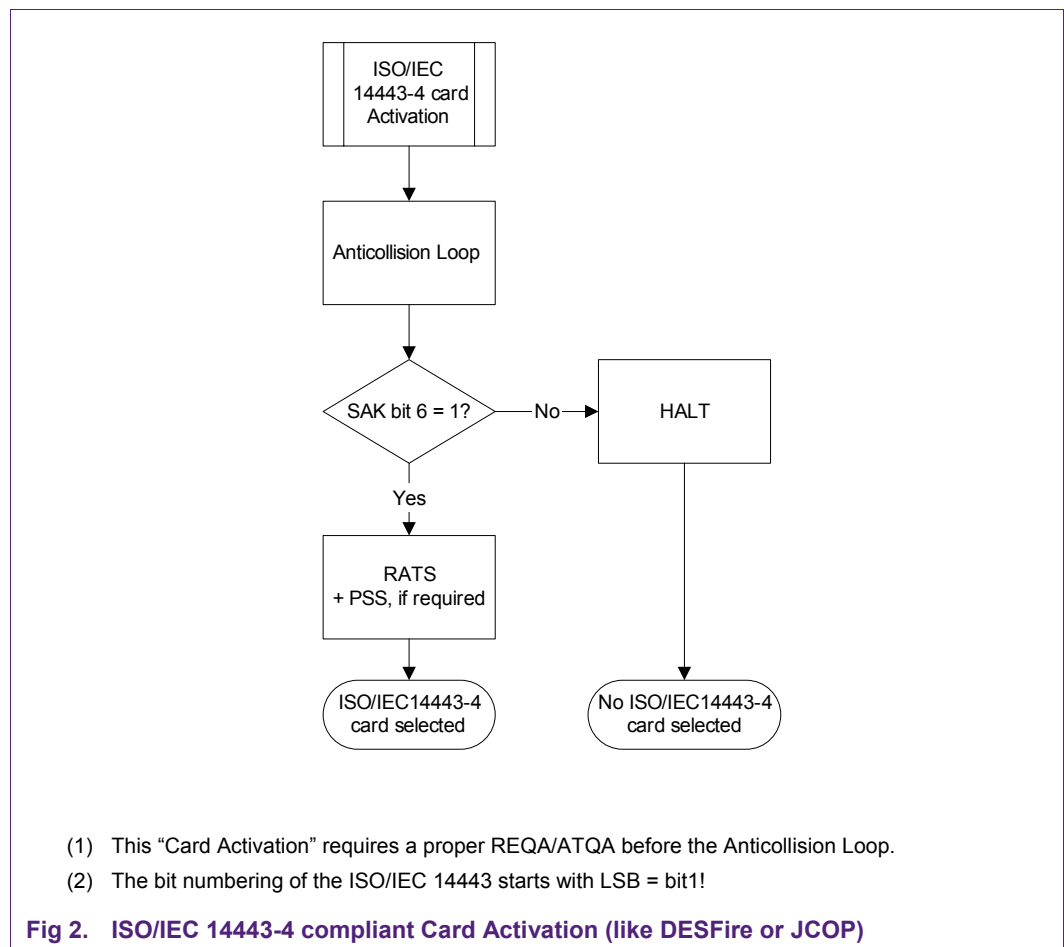 ISO/IEC
14443-4 card
Activation
Anticollision Loop
SAK bit 6 = 1?
No
HALT
Yes
RATS
+ PSS, if required
ISO/IEC14443-4
card selected
No ISO/IEC14443-4
card selected
(1) This “Card Activation” requires a proper REQA/ATQA before the Anticollision Loop.
(2) The bit numbering of the ISO/IEC 14443 starts with LSB = bit1!
Fig 2. ISO/IEC 14443-4 compliant Card Activation (like DESFire or JCOP)